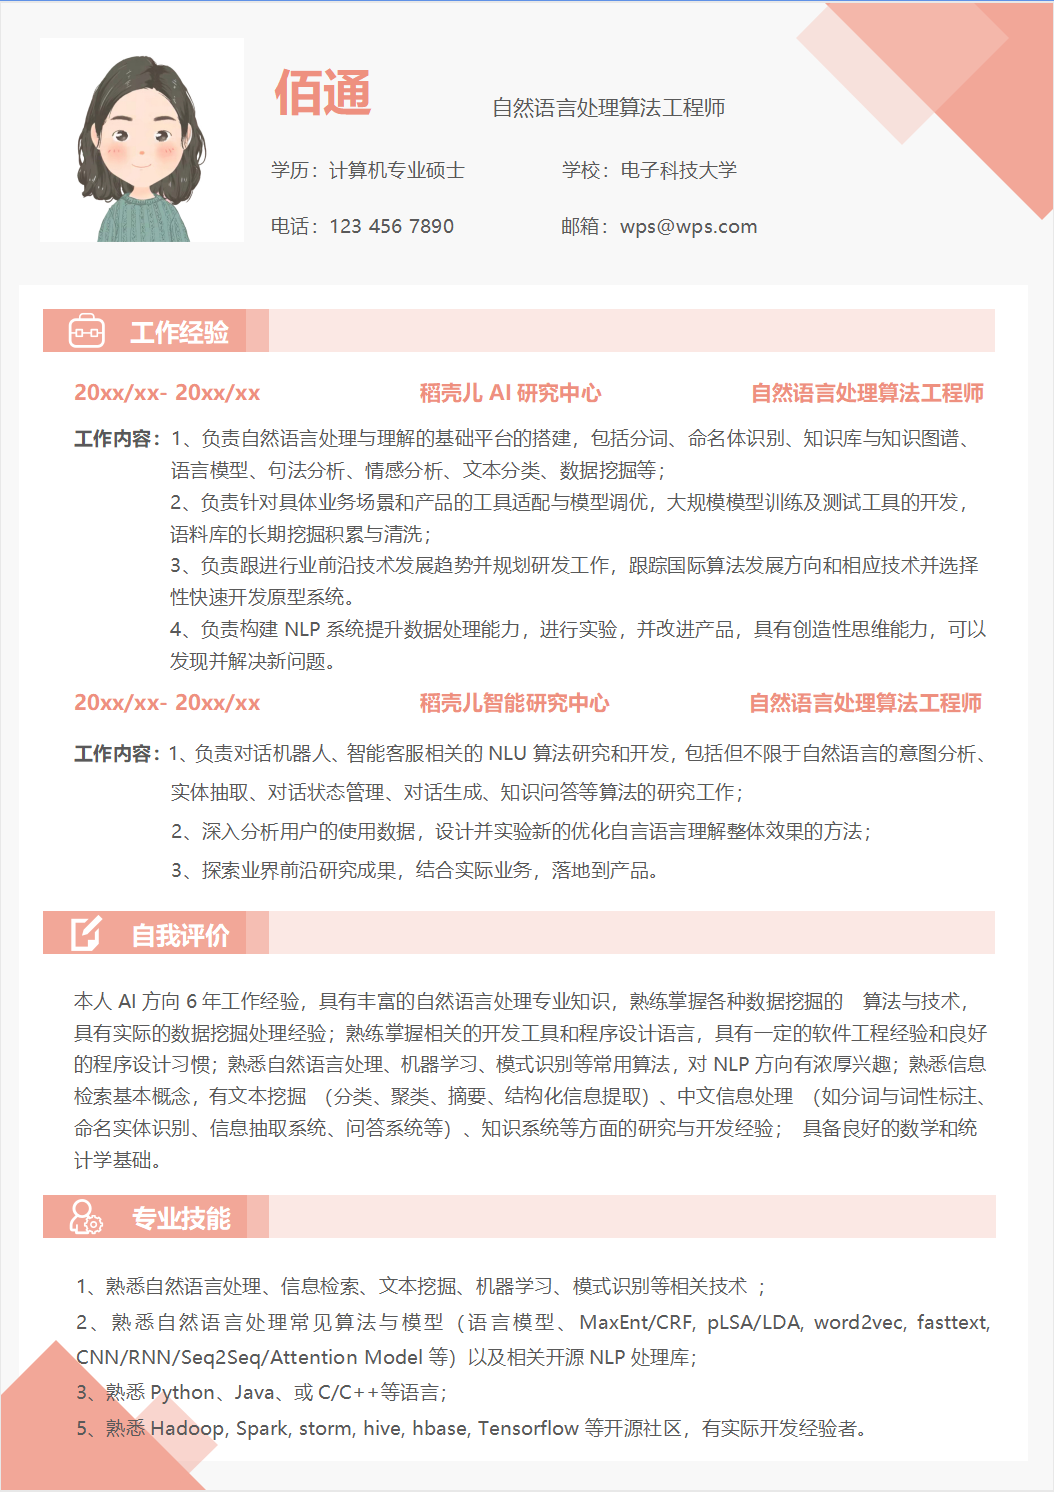 佰通
自然语言处理算法工程师
学历：计算机专业硕士 学校：电子科技大学
电话：123 456 7890 邮箱：wps@wps.com
工作经验
20xx/xx- 20xx/xx 稻壳儿 AI 研究中心 自然语言处理算法工程师
工作内容：1、负责自然语言处理与理解的基础平台的搭建，包括分词、命名体识别、知识库与知识图谱、
语言模型、句法分析、情感分析、文本分类、数据挖掘等；
2、负责针对具体业务场景和产品的工具适配与模型调优，大规模模型训练及测试工具的开发，
语料库的长期挖掘积累与清洗；
3、负责跟进行业前沿技术发展趋势并规划研发工作，跟踪国际算法发展方向和相应技术并选择
性快速开发原型系统。
4、负责构建 NLP 系统提升数据处理能力，进行实验，并改进产品，具有创造性思维能力，可以
发现并解决新问题。
20xx/xx- 20xx/xx 稻壳儿智能研究中心 自然语言处理算法工程师
工作内容：1、负责对话机器人、智能客服相关的 NLU 算法研究和开发，包括但不限于自然语言的意图分析、
实体抽取、对话状态管理、对话生成、知识问答等算法的研究工作；
2、深入分析用户的使用数据，设计并实验新的优化自言语言理解整体效果的方法；
3、探索业界前沿研究成果，结合实际业务，落地到产品。
自我评价
本人 AI 方向 6 年工作经验，具有丰富的自然语言处理专业知识，熟练掌握各种数据挖掘的 算法与技术，
具有实际的数据挖掘处理经验；熟练掌握相关的开发工具和程序设计语言，具有一定的软件工程经验和良好
的程序设计习惯；熟悉自然语言处理、机器学习、模式识别等常用算法，对 NLP 方向有浓厚兴趣；熟悉信息
检索基本概念，有文本挖掘 （分类、聚类、摘要、结构化信息提取）、中文信息处理 （如分词与词性标注、
命名实体识别、信息抽取系统、问答系统等）、知识系统等方面的研究与开发经验； 具备良好的数学和统
计学基础。
专业技能
1、熟悉自然语言处理、信息检索、文本挖掘、机器学习、模式识别等相关技术 ；
2、熟悉自然语言处理常见算法与模型（语言模型、MaxEnt/CRF, pLSA/LDA, word2vec, fasttext,
CNN/RNN/Seq2Seq/Attention Model 等）以及相关开源 NLP 处理库；
3、熟悉 Python、Java、或 C/C++等语言；
5、熟悉 Hadoop, Spark, storm, hive, hbase, Tensorflow 等开源社区，有实际开发经验者。